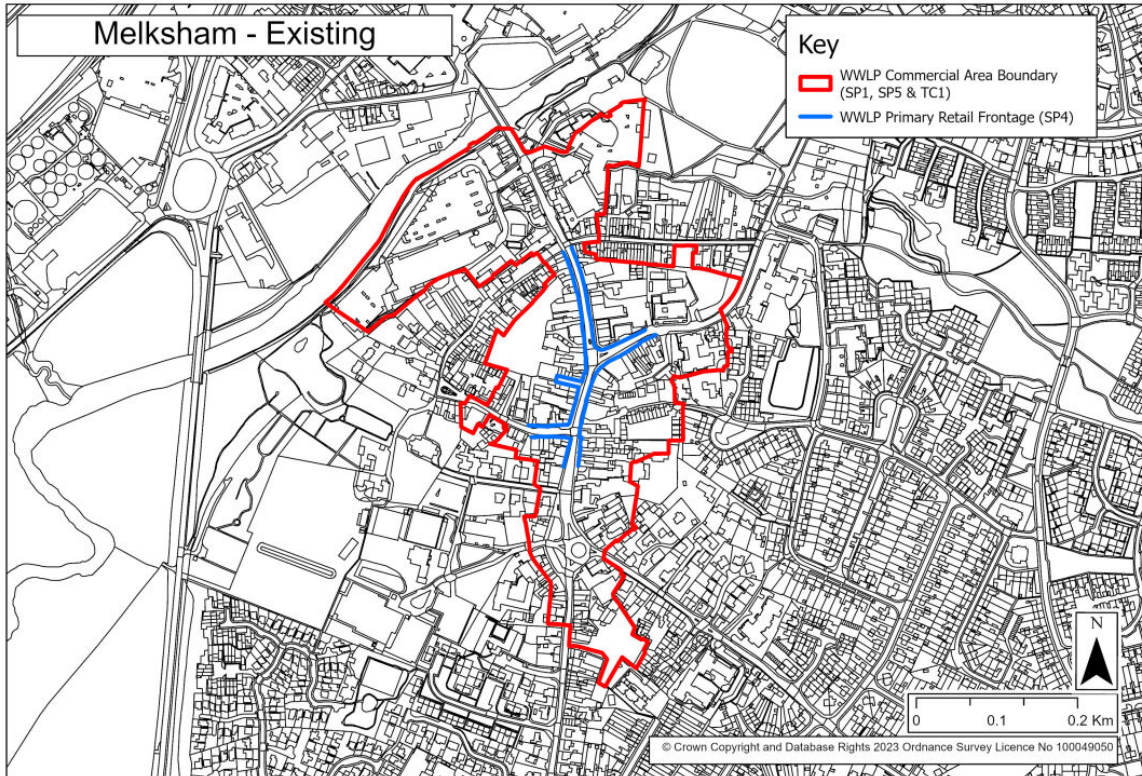 Melksham - Existing
Key
WWLP Commercial Area Boundary
(SP1, SP5 & TC1)
WWLP Primary Retail Frontage (SP4)
N
0 0.1 0.2 Km
© Crown Copyright and Database Rights 2023 Ordnance Survey Licence No 100049050